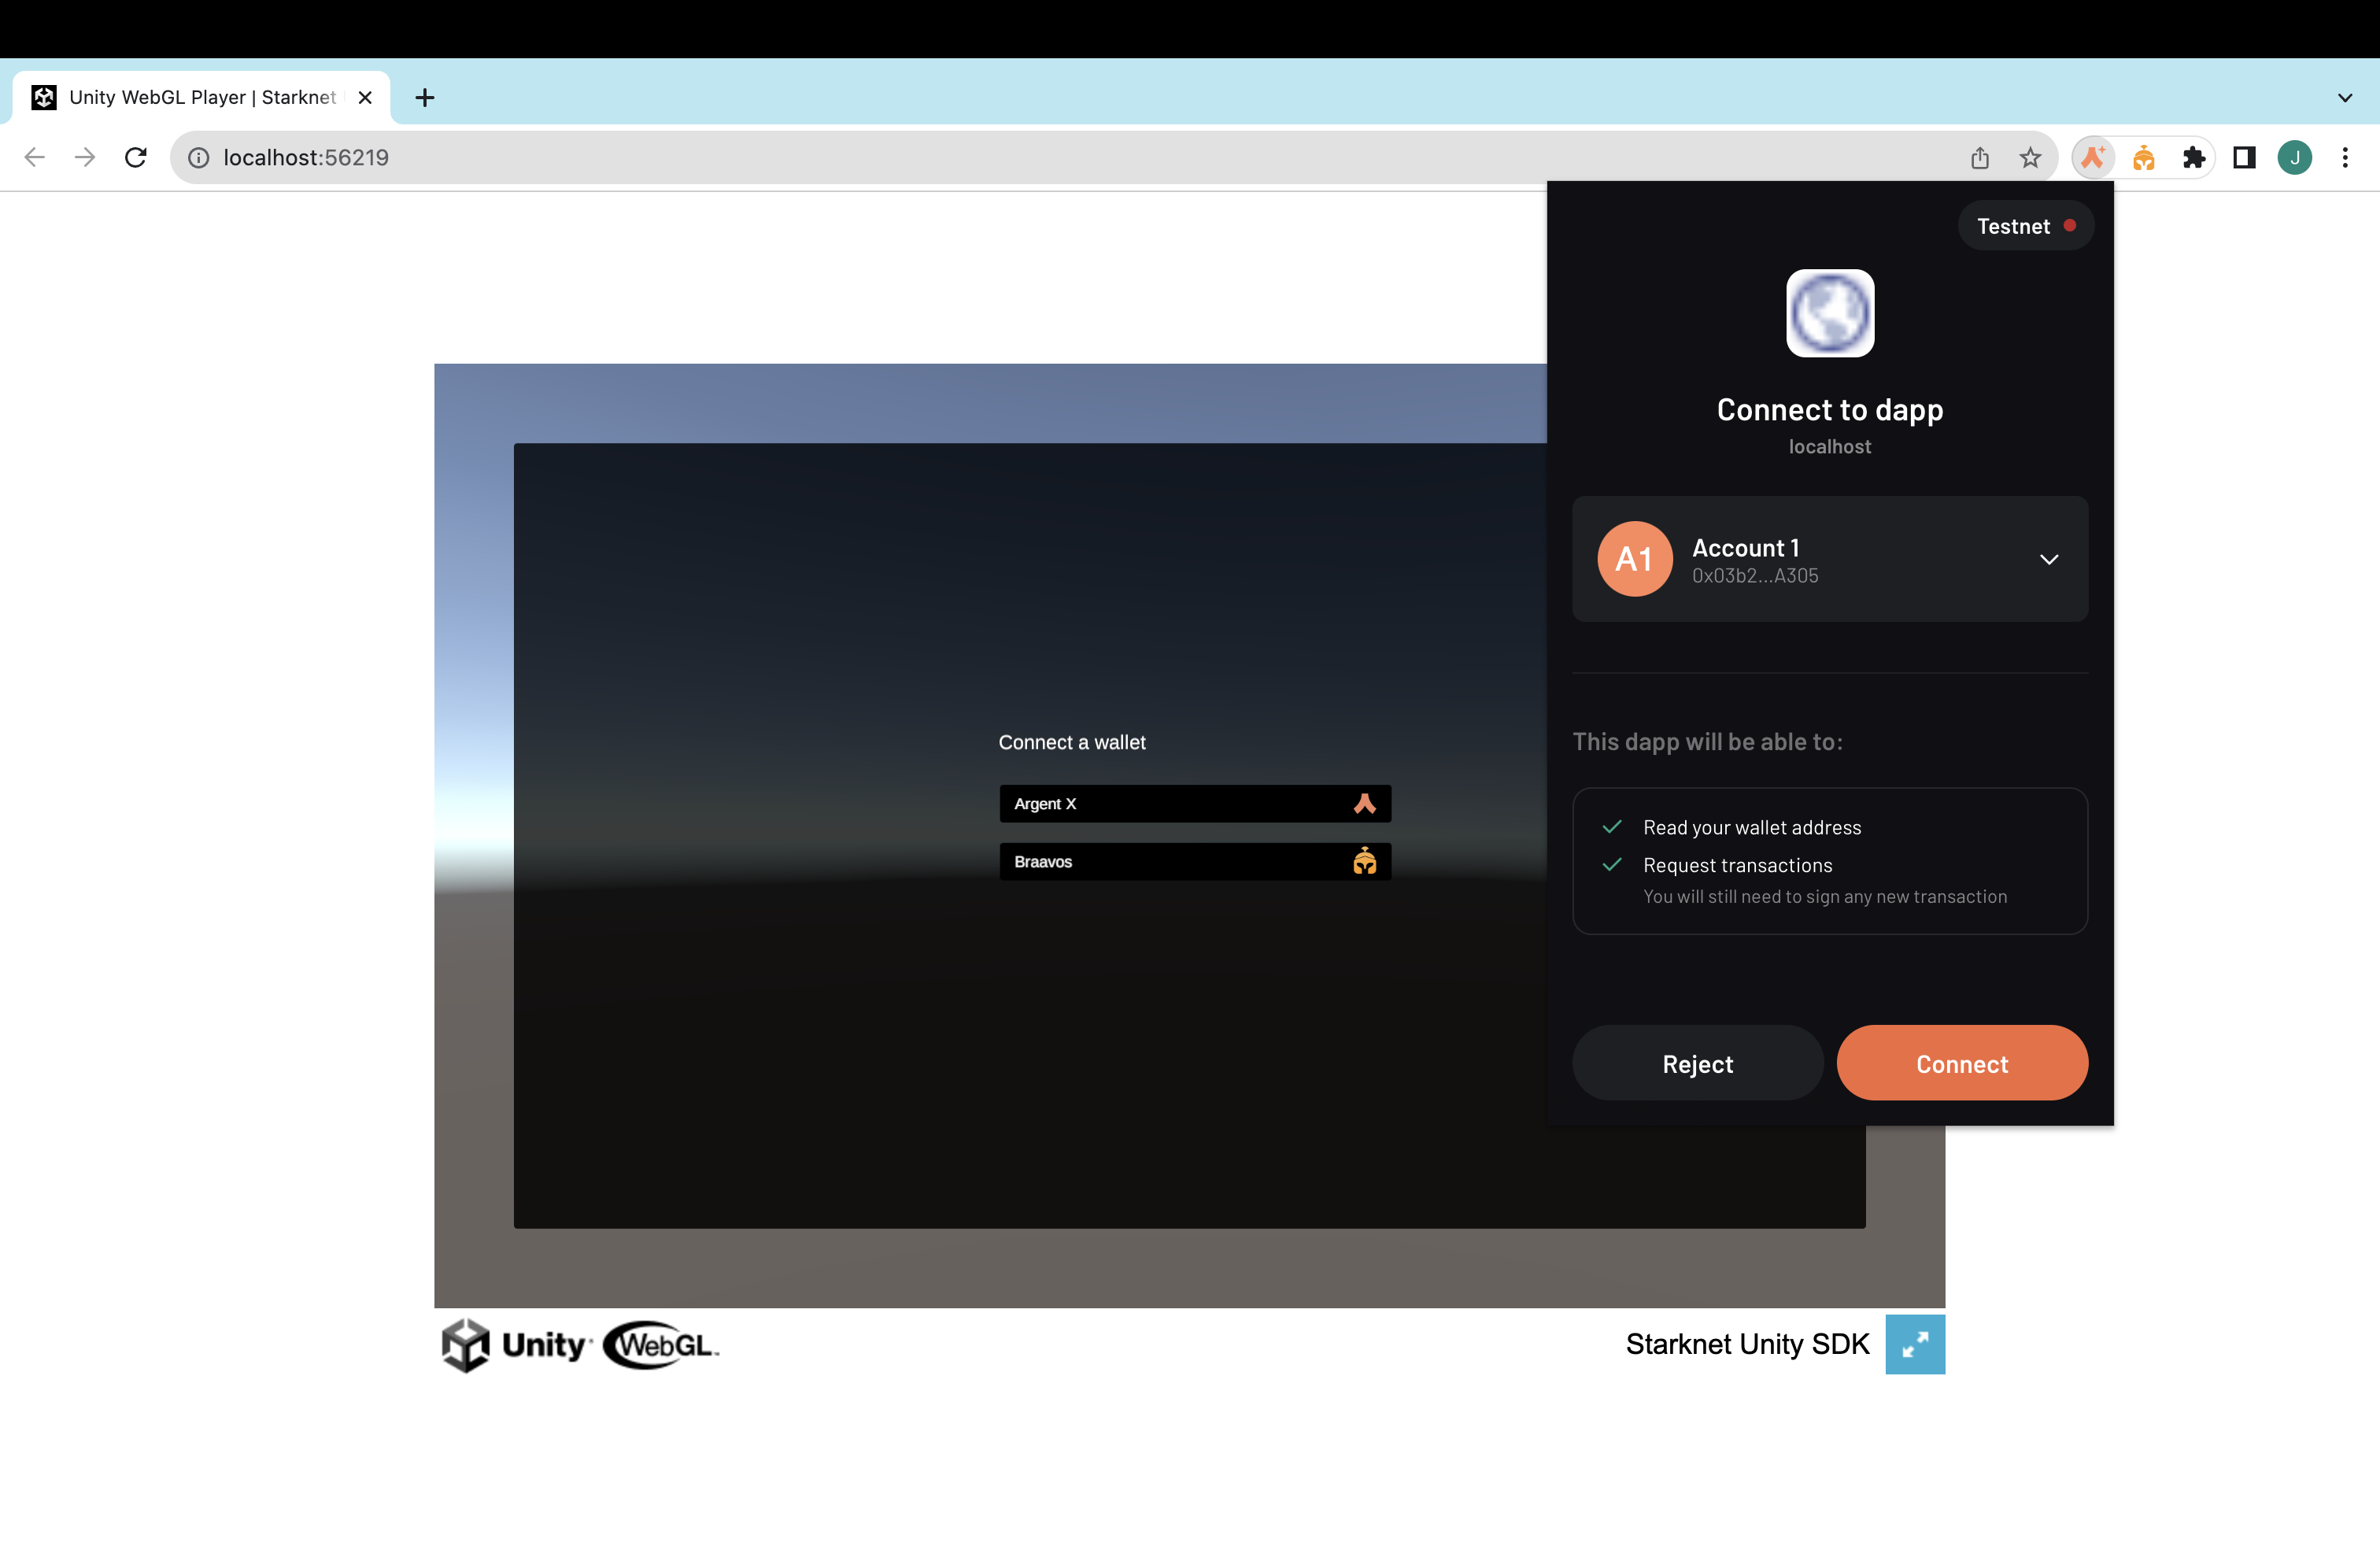 Unity WebGL Player | Starknet
localhost:56219
J
Testnet
Connect to dapp
localhost
A1
Account 1
0x03b2...A305
This dapp will be able to:
Read your wallet address
Request transactions
You will still need to sign any new transaction
Reject
Connect
Connect a wallet
Argent X
Braavos
Unity
WebGL™
Starknet Unity SDK